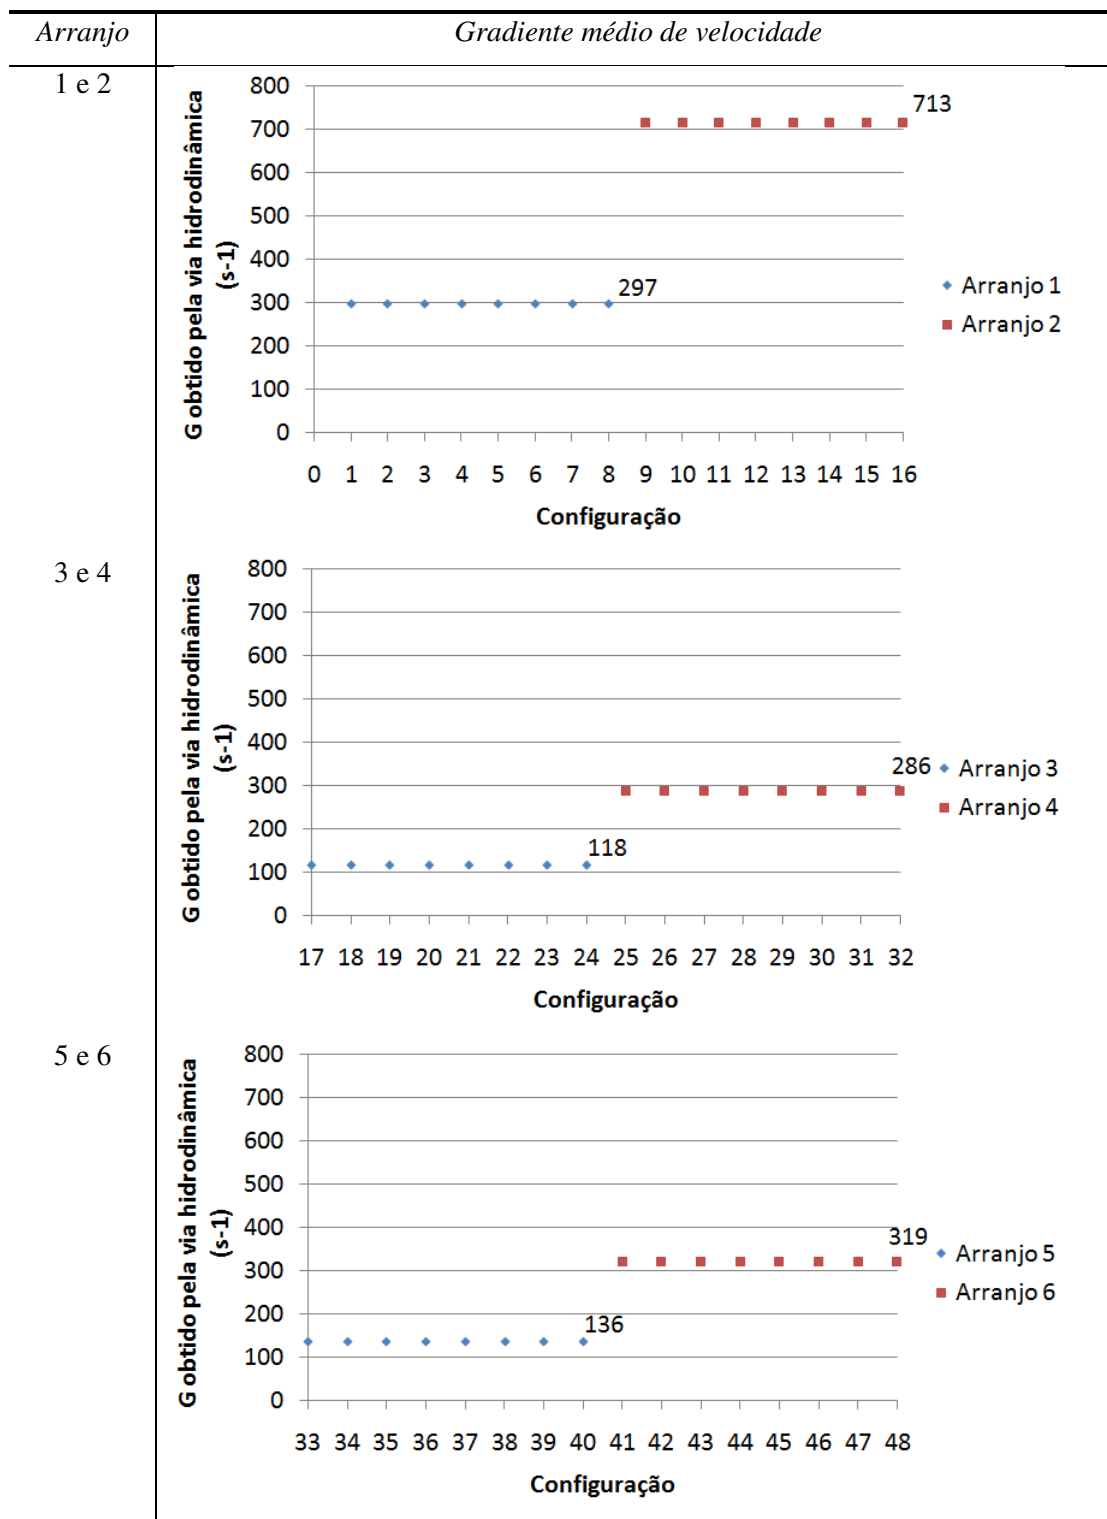 Arranjo Gradiente médio de velocidade
1 e 2
G obtido pela via hidrodinâmica
(s-1)
800
700
600
500
400
300
200
100
0
713
297
Arranjo 1
Arranjo 2
0 1 2 3 4 5 6 7 8 9 10 11 12 13 14 15 16
Configuração
3 e 4
G obtido pela via hidrodinâmica
(s-1)
800
700
600
500
400
300
200
100
0
286
118
Arranjo 3
Arranjo 4
17 18 19 20 21 22 23 24 25 26 27 28 29 30 31 32
Configuração
5 e 6
G obtido pela via hidrodinâmica
(s-1)
800
700
600
500
400
300
200
100
0
319
136
Arranjo 5
Arranjo 6
33 34 35 36 37 38 39 40 41 42 43 44 45 46 47 48
Configuração